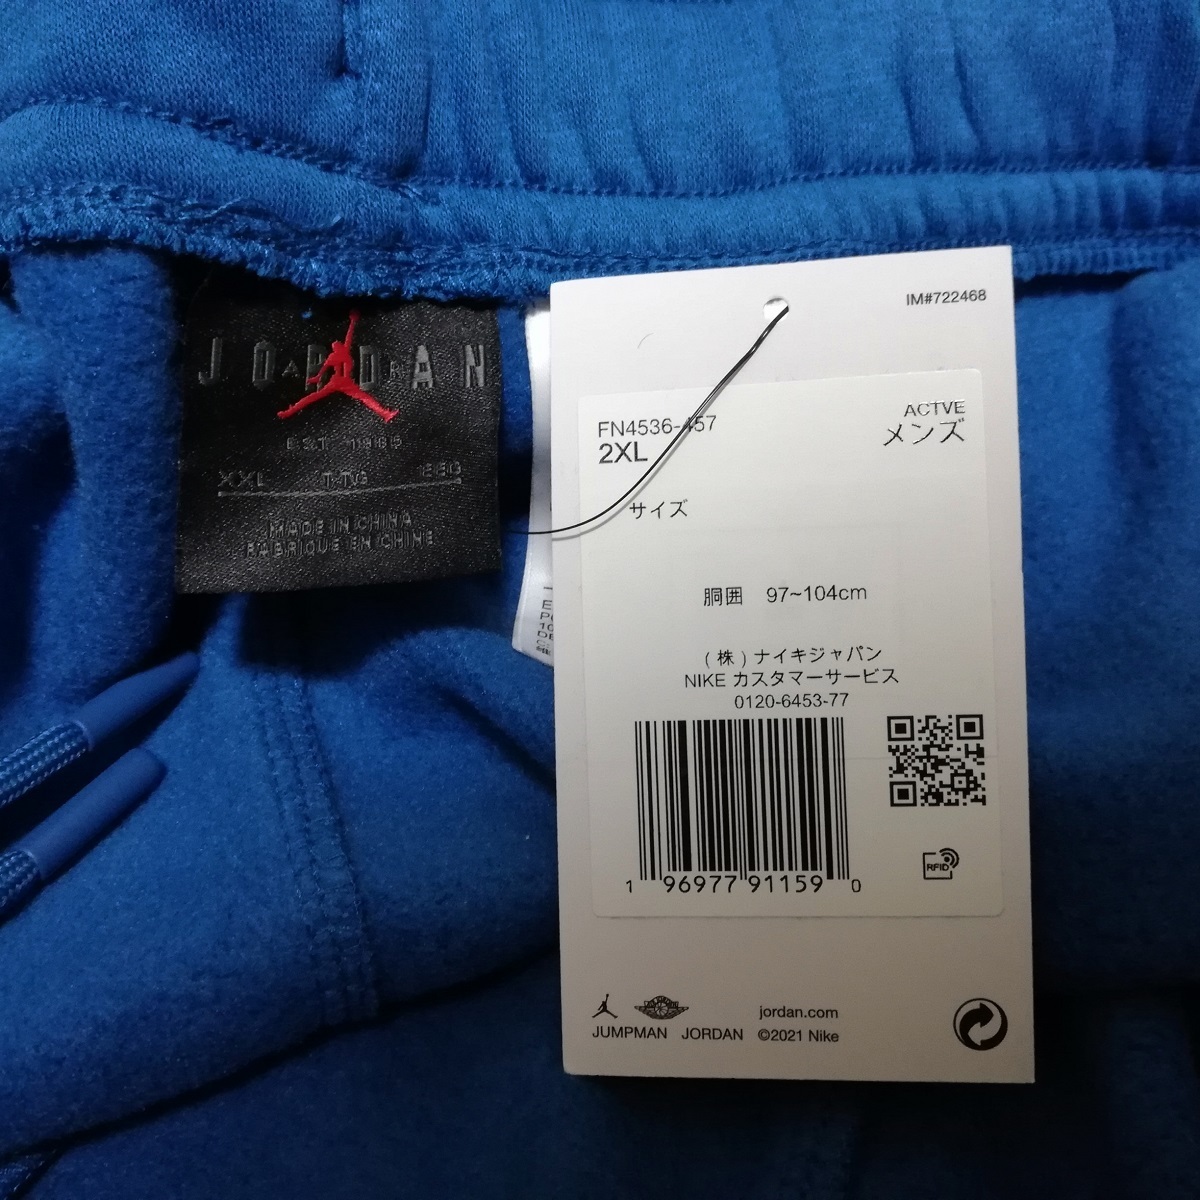 JORDAN
AIR
EST 1985
XXL T-TG EEG
MADE IN CHINA
FABRIQUE EN CHINE
IM#722468
FN4536-457
ACTVE
2XL
メンズ
サイズ
胴囲 97~104cm
(株)ナイキジャパン
NIKE カスタマーサービス
0120-6453-77
1 96977 91159 0
RFID
jordan.com
JUMPMAN JORDAN ©2021 Nike